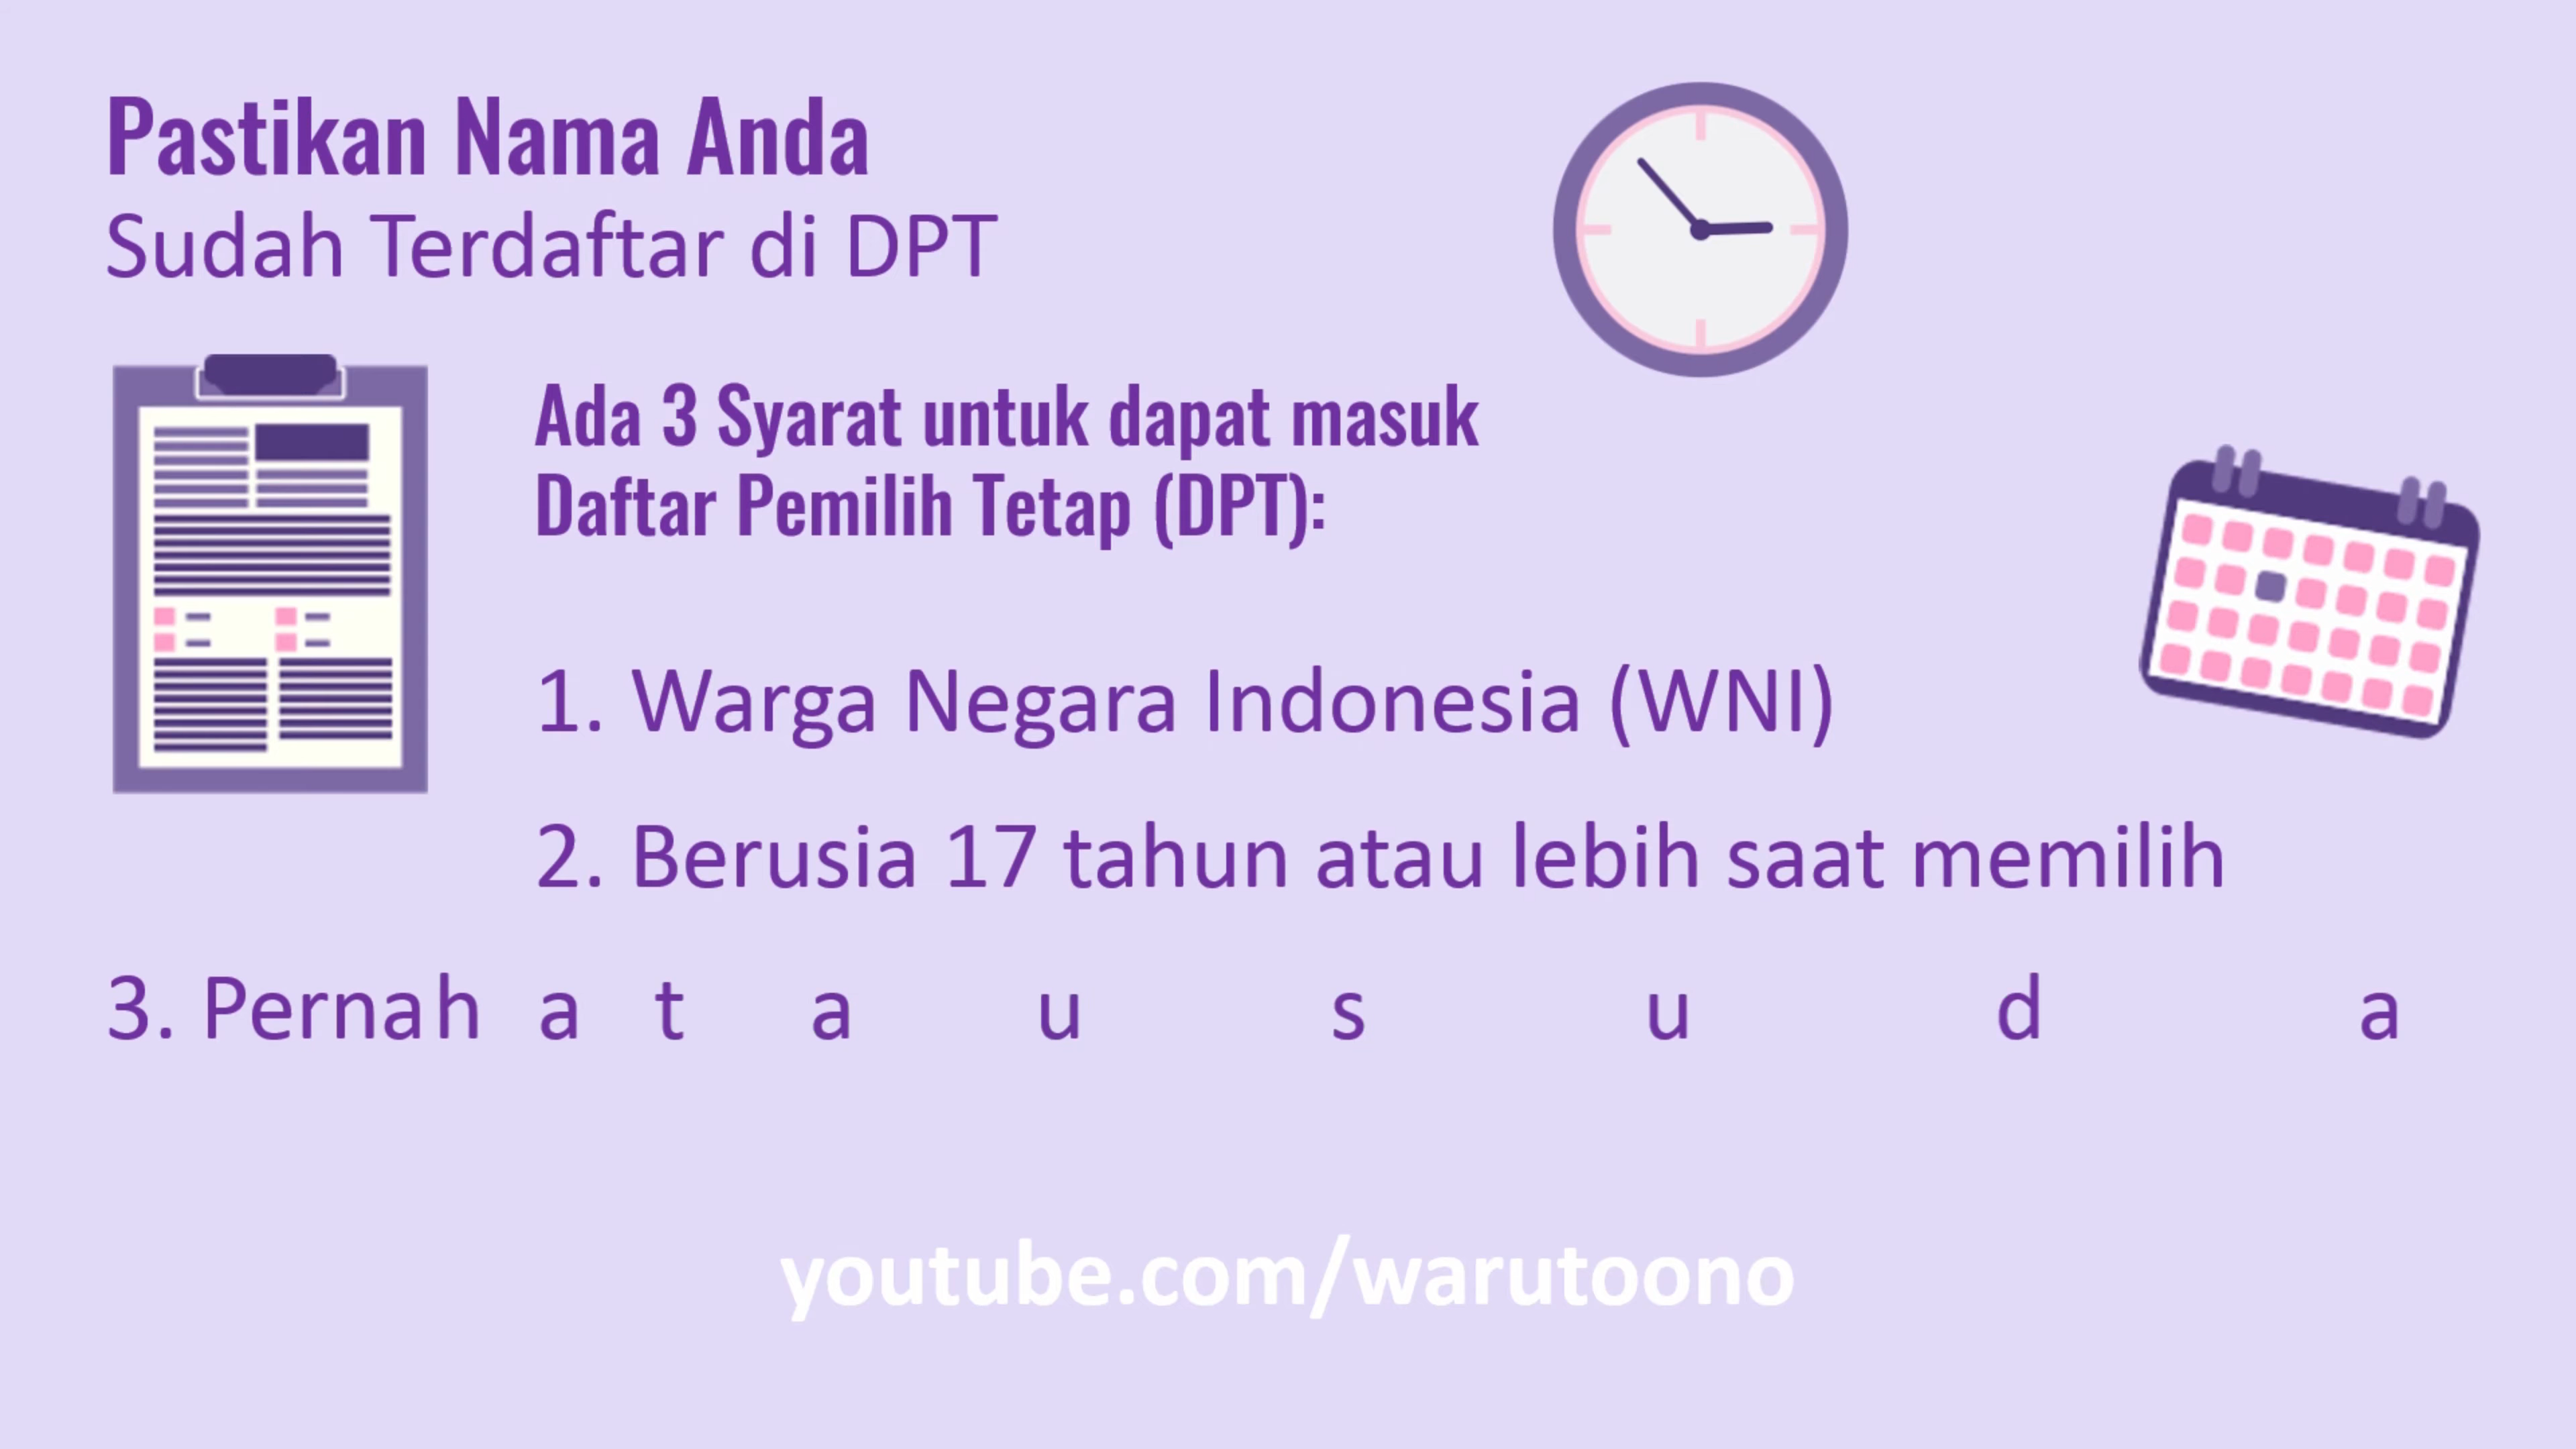 Pastikan Nama Anda
Sudah Terdaftar di DPT
Ada 3 Syarat untuk dapat masuk
Daftar Pemilih Tetap (DPT):
1. Warga Negara Indonesia (WNI)
2. Berusia 17 tahun atau lebih saat memilih
3. Pernah a t a u s u d a
youtube.com/warutoono